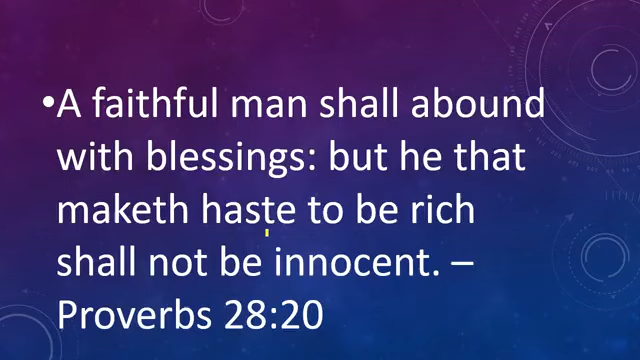 •A faithful man shall abound
with blessings: but he that
maketh haste to be rich
shall not be innocent. –
Proverbs 28:20